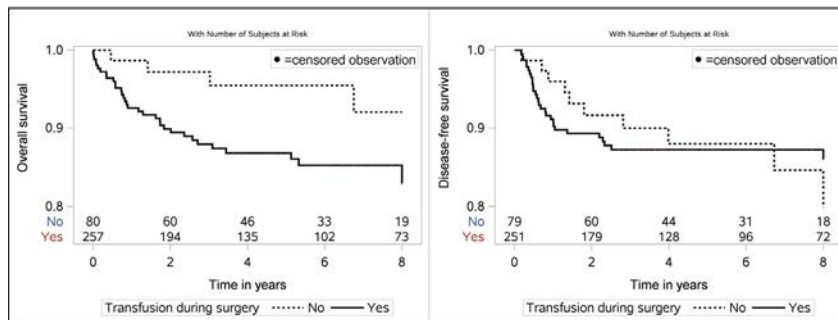 With Number of Subjects at Risk
1.0
● =censored observation
Overall survival
0.9
0.8
No 80 60 46 33 19
Yes 257 194 135 102 73
0 2 4 6 8
Time in years
Transfusion during surgery No Yes
With Number of Subjects at Risk
1.0
● =censored observation
Disease-free survival
0.9
0.8
No 79 60 44 31 18
Yes 251 179 128 96 72
0 2 4 6 8
Time in years
Transfusion during surgery No Yes